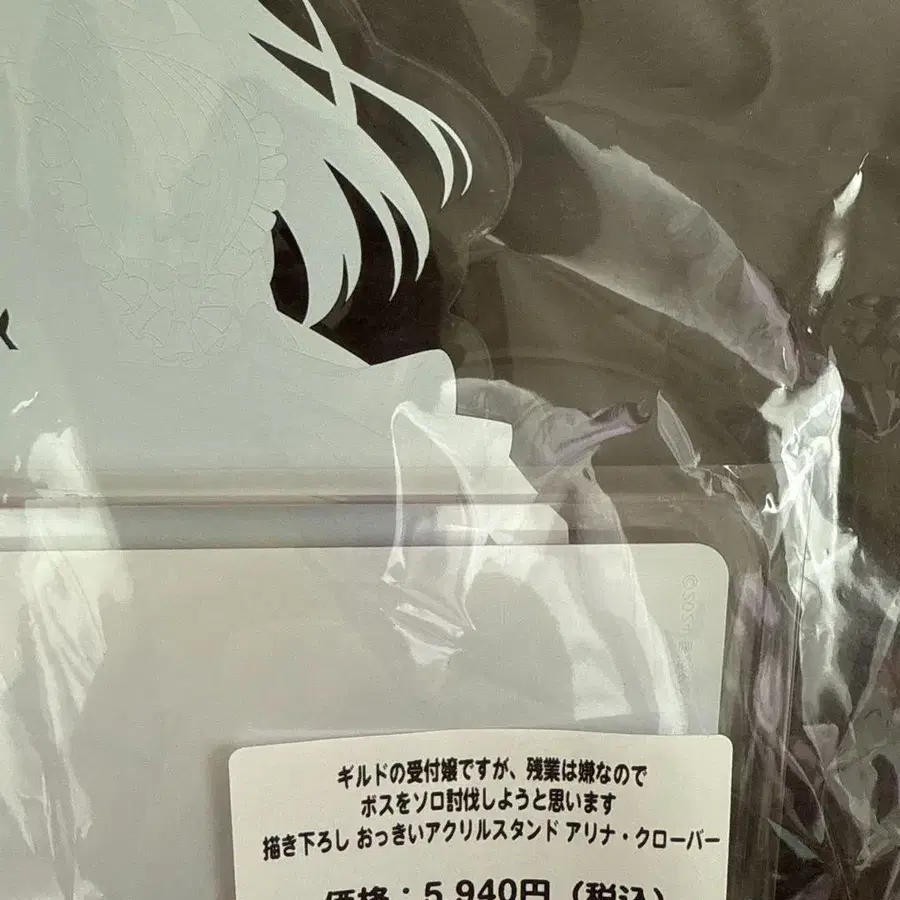 ©202
ギルドの受付嬢ですが、残業は嫌なので
ボスをソロ討伐しようと思います
描き下ろし おっきいアクリルスタンド アリナ・クローバー
価格：5,940円（税込）